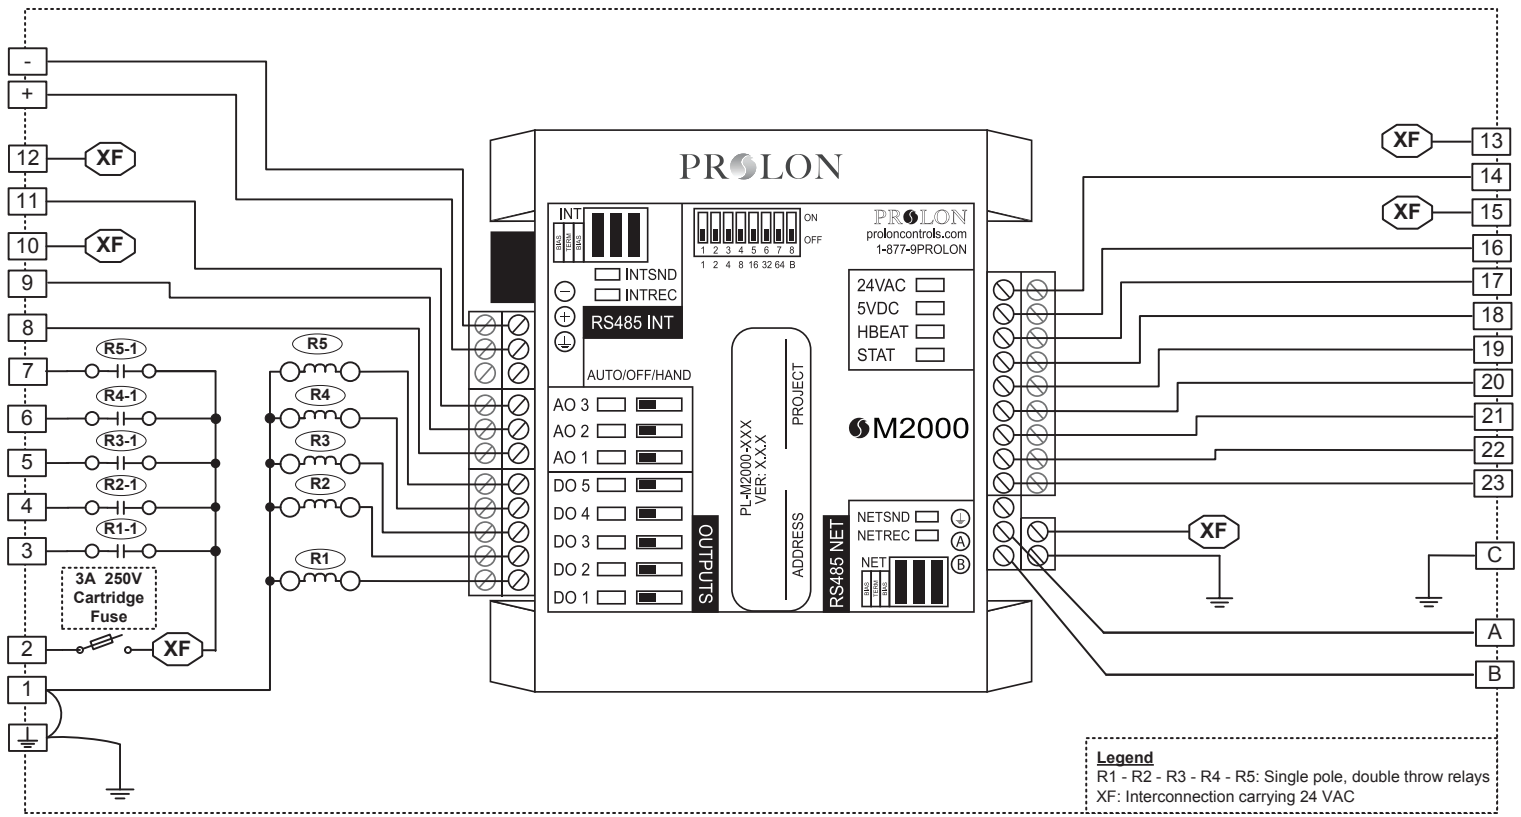 -
+
12 XF
11
10 XF
9
8
7 R5-1
6 R4-1
5 R3-1
4 R2-1
3 R1-1
3A 250V
Cartridge
Fuse
2 XF
1
R5
R4
R3
R2
R1
PROLON
INT
BIAS
TERM
BIAS
INTSND
INTREC
RS485 INT
AUTO/OFF/HAND
AO 3
AO 2
AO 1
DO 5
DO 4
DO 3
DO 2
DO 1
OUTPUTS
ON
OFF
1 2 3 4 5 6 7 8
1 2 4 8 16 32 64 B
PROLON
proloncontrols.com
1-877-9PROLON
24VAC
5VDC
HBEAT
STAT
PROJECT
PL-M2000-XXX
VER: X.X.X
ADDRESS
M2000
RS485 NET
NETSND
NETREC
A
B
NET
BIAS
TERM
BIAS
XF 13
14
XF 15
16
17
18
19
20
21
22
23
XF
C
A
B
Legend
R1 - R2 - R3 - R4 - R5: Single pole, double throw relays
XF: Interconnection carrying 24 VAC